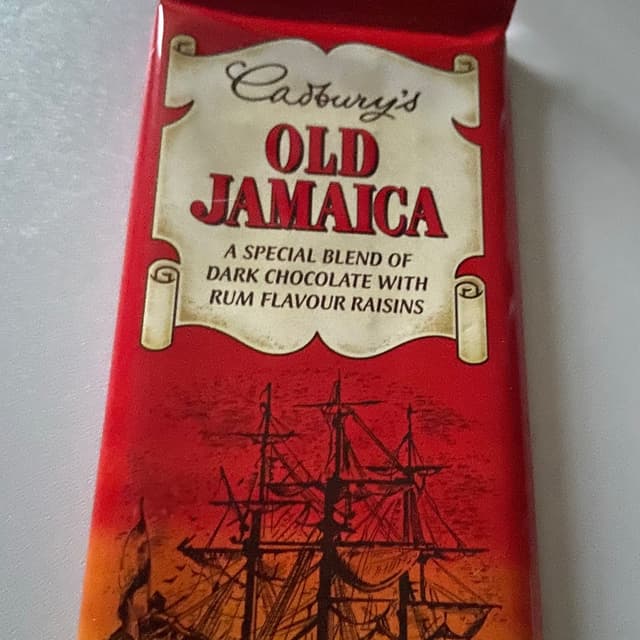 Cadbury's
OLD
JAMAICA
A SPECIAL BLEND OF
DARK CHOCOLATE WITH
RUM FLAVOUR RAISINS